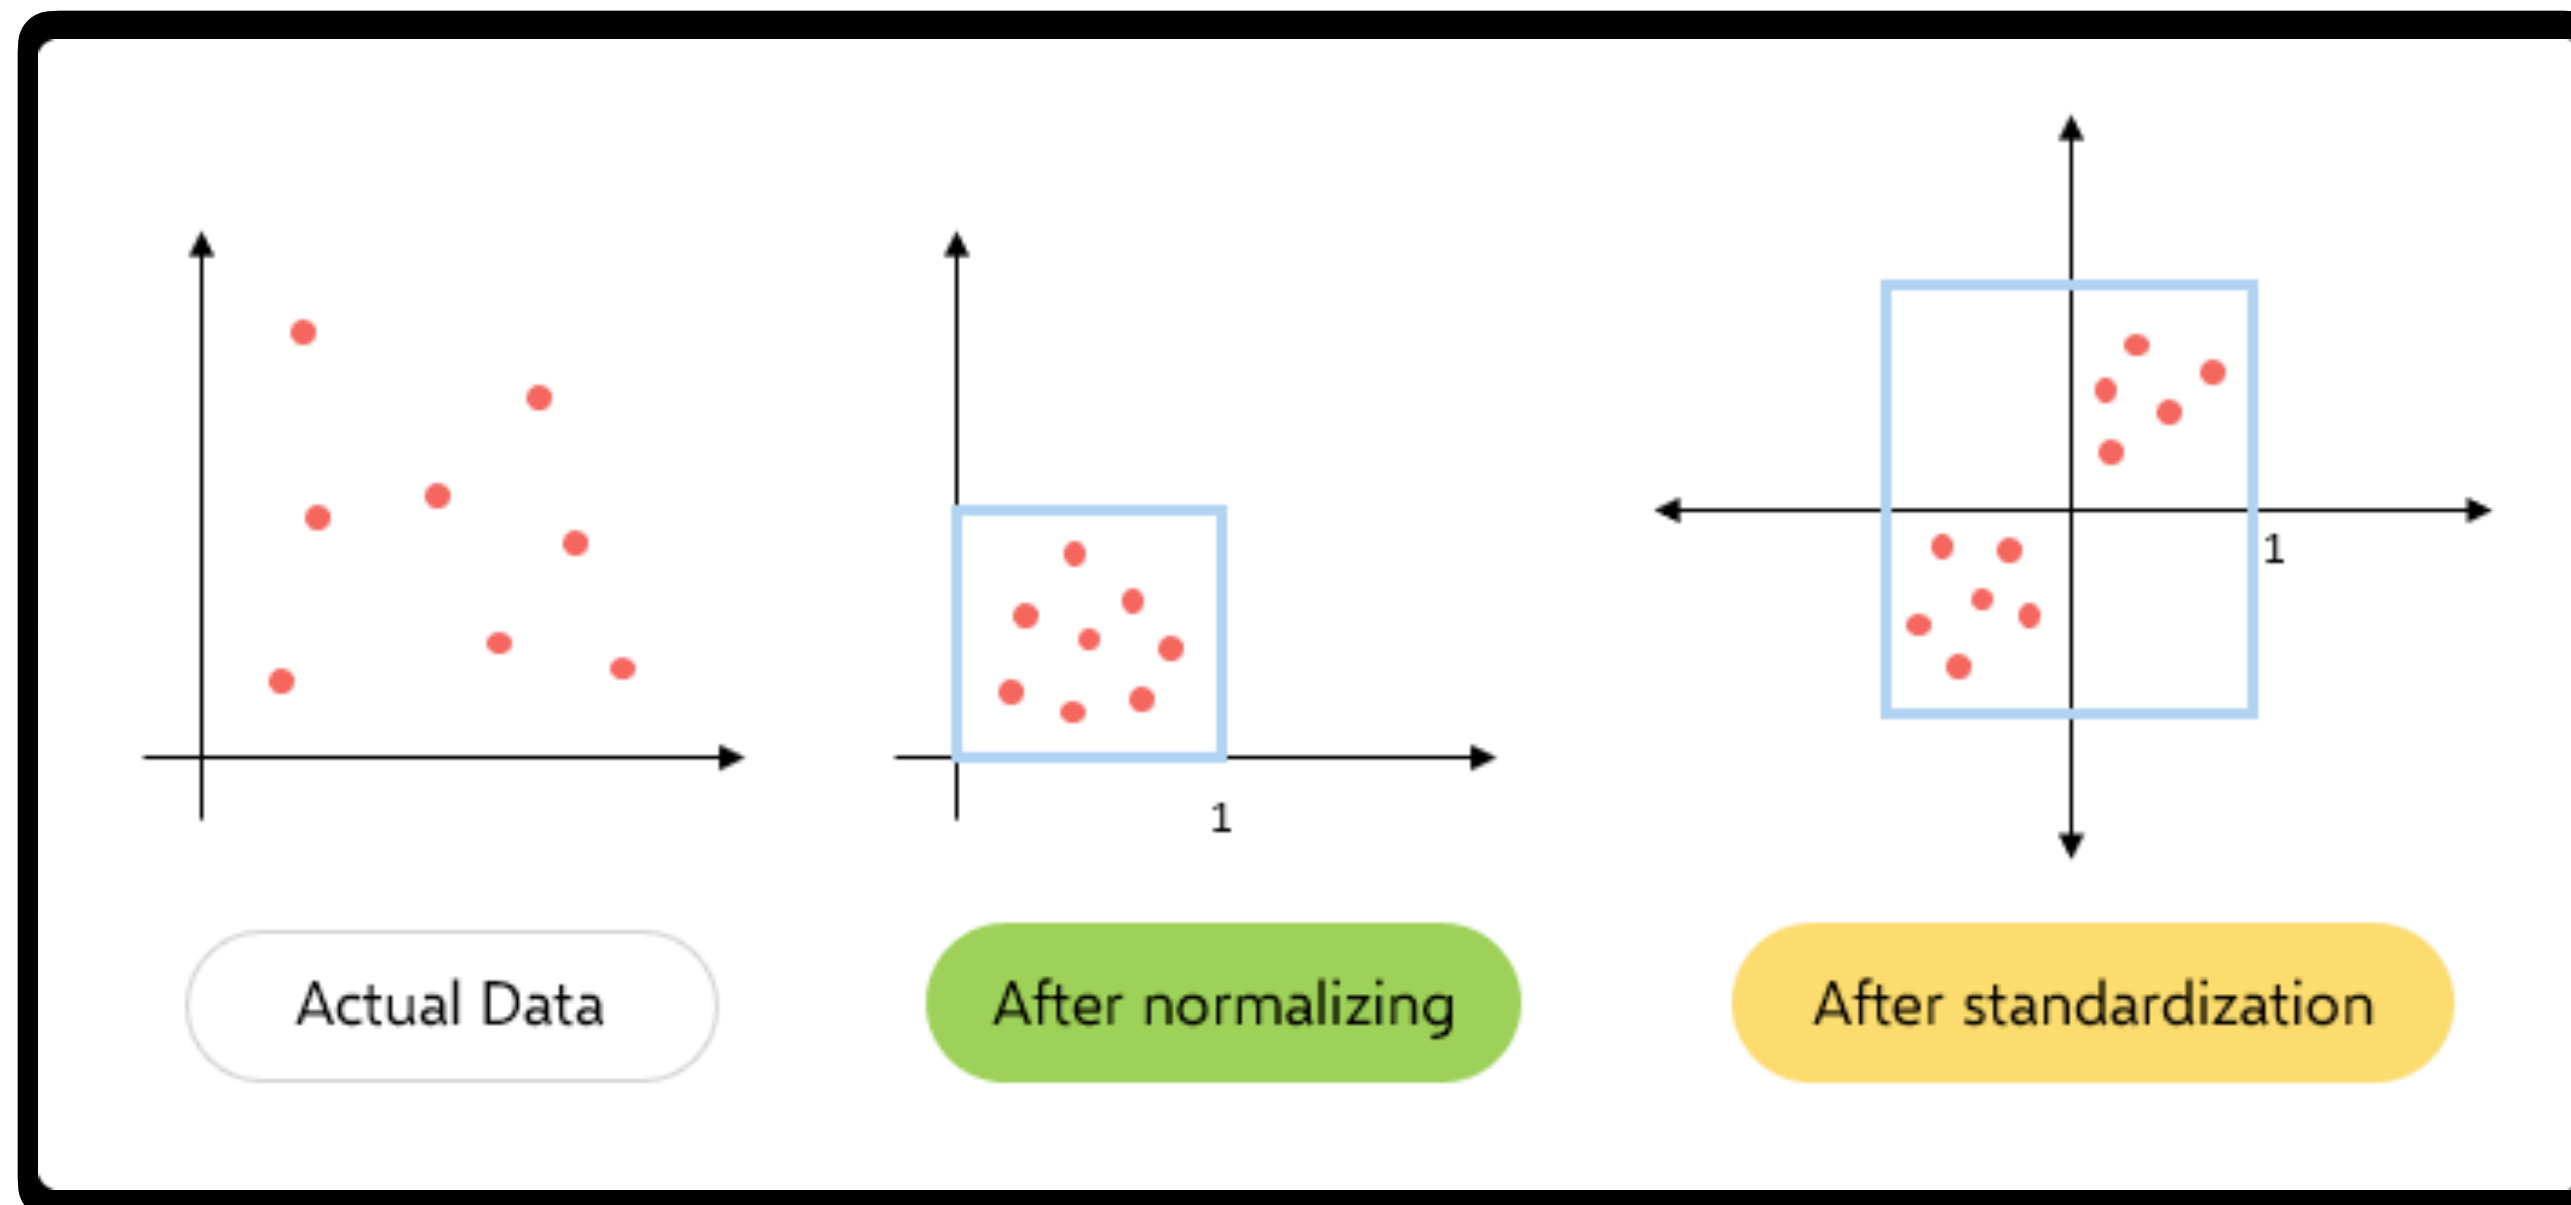 1
1
Actual Data
After normalizing
After standardization